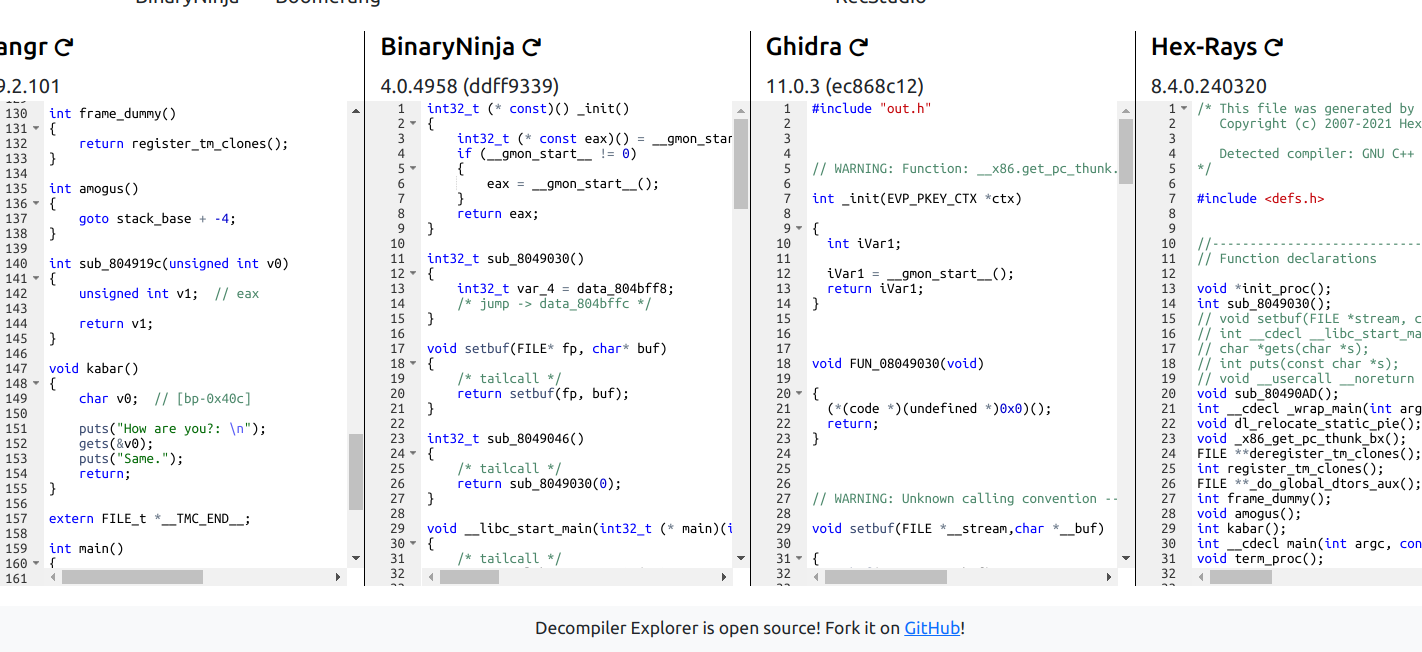 BinaryNinja Boomerang RecStudio
angr
9.2.101
130 int frame_dummy()
131 {
132 return register_tm_clones();
133 }
134
135 int amogus()
136 {
137 goto stack_base + -4;
138 }
139
140 int sub_804919c(unsigned int v0)
141 {
142 unsigned int v1; // eax
143
144 return v1;
145 }
146
147 void kabar()
148 {
149 char v0; // [bp-0x40c]
150
151 puts("How are you?: \n");
152 gets(&v0);
153 puts("Same.");
154 return;
155 }
156
157 extern FILE_t *__TMC_END__;
158
159 int main()
160 {
161
BinaryNinja
4.0.4958 (ddff9339)
1 int32_t (* const)() _init()
2 {
3 int32_t (* const eax)() = __gmon_star
4 if (__gmon_start__ != 0)
5 {
6 eax = __gmon_start__();
7 }
8 return eax;
9 }
10
11 int32_t sub_8049030()
12 {
13 int32_t var_4 = data_804bff8;
14 /* jump -> data_804bffc */
15 }
16
17 void setbuf(FILE* fp, char* buf)
18 {
19 /* tailcall */
20 return setbuf(fp, buf);
21 }
22
23 int32_t sub_8049046()
24 {
25 /* tailcall */
26 return sub_8049030(0);
27 }
28
29 void __libc_start_main(int32_t (* main)(i
30 {
31 /* tailcall */
32
Ghidra
11.0.3 (ec868c12)
1 #include "out.h"
2
3
4
5 // WARNING: Function: __x86.get_pc_thunk.
6
7 int _init(EVP_PKEY_CTX *ctx)
8
9 {
10 int iVar1;
11
12 iVar1 = __gmon_start__();
13 return iVar1;
14 }
15
16
17
18 void FUN_08049030(void)
19
20 {
21 (*(code *)(undefined *)0x0)();
22 return;
23 }
24
25
26
27 // WARNING: Unknown calling convention --
28
29 void setbuf(FILE *__stream,char *__buf)
30
31 {
32
Hex-Rays
8.4.0.240320
1 /* This file was generated by
2 Copyright (c) 2007-2021 Hex
3
4 Detected compiler: GNU C++
5 */
6
7 #include <defs.h>
8
9
10 //----------------------------
11 // Function declarations
12
13 void *init_proc();
14 int sub_8049030();
15 // void setbuf(FILE *stream, c
16 // int __cdecl __libc_start_ma
17 // char *gets(char *s);
18 // int puts(const char *s);
19 // void __usercall __noreturn
20 void sub_80490AD();
21 int __cdecl _wrap_main(int arg
22 void dl_relocate_static_pie();
23 void _x86_get_pc_thunk_bx();
24 FILE **deregister_tm_clones();
25 int register_tm_clones();
26 FILE **_do_global_dtors_aux();
27 int frame_dummy();
28 void amogus();
29 int kabar();
30 int __cdecl main(int argc, con
31 void term_proc();
32
Decompiler Explorer is open source! Fork it on GitHub!